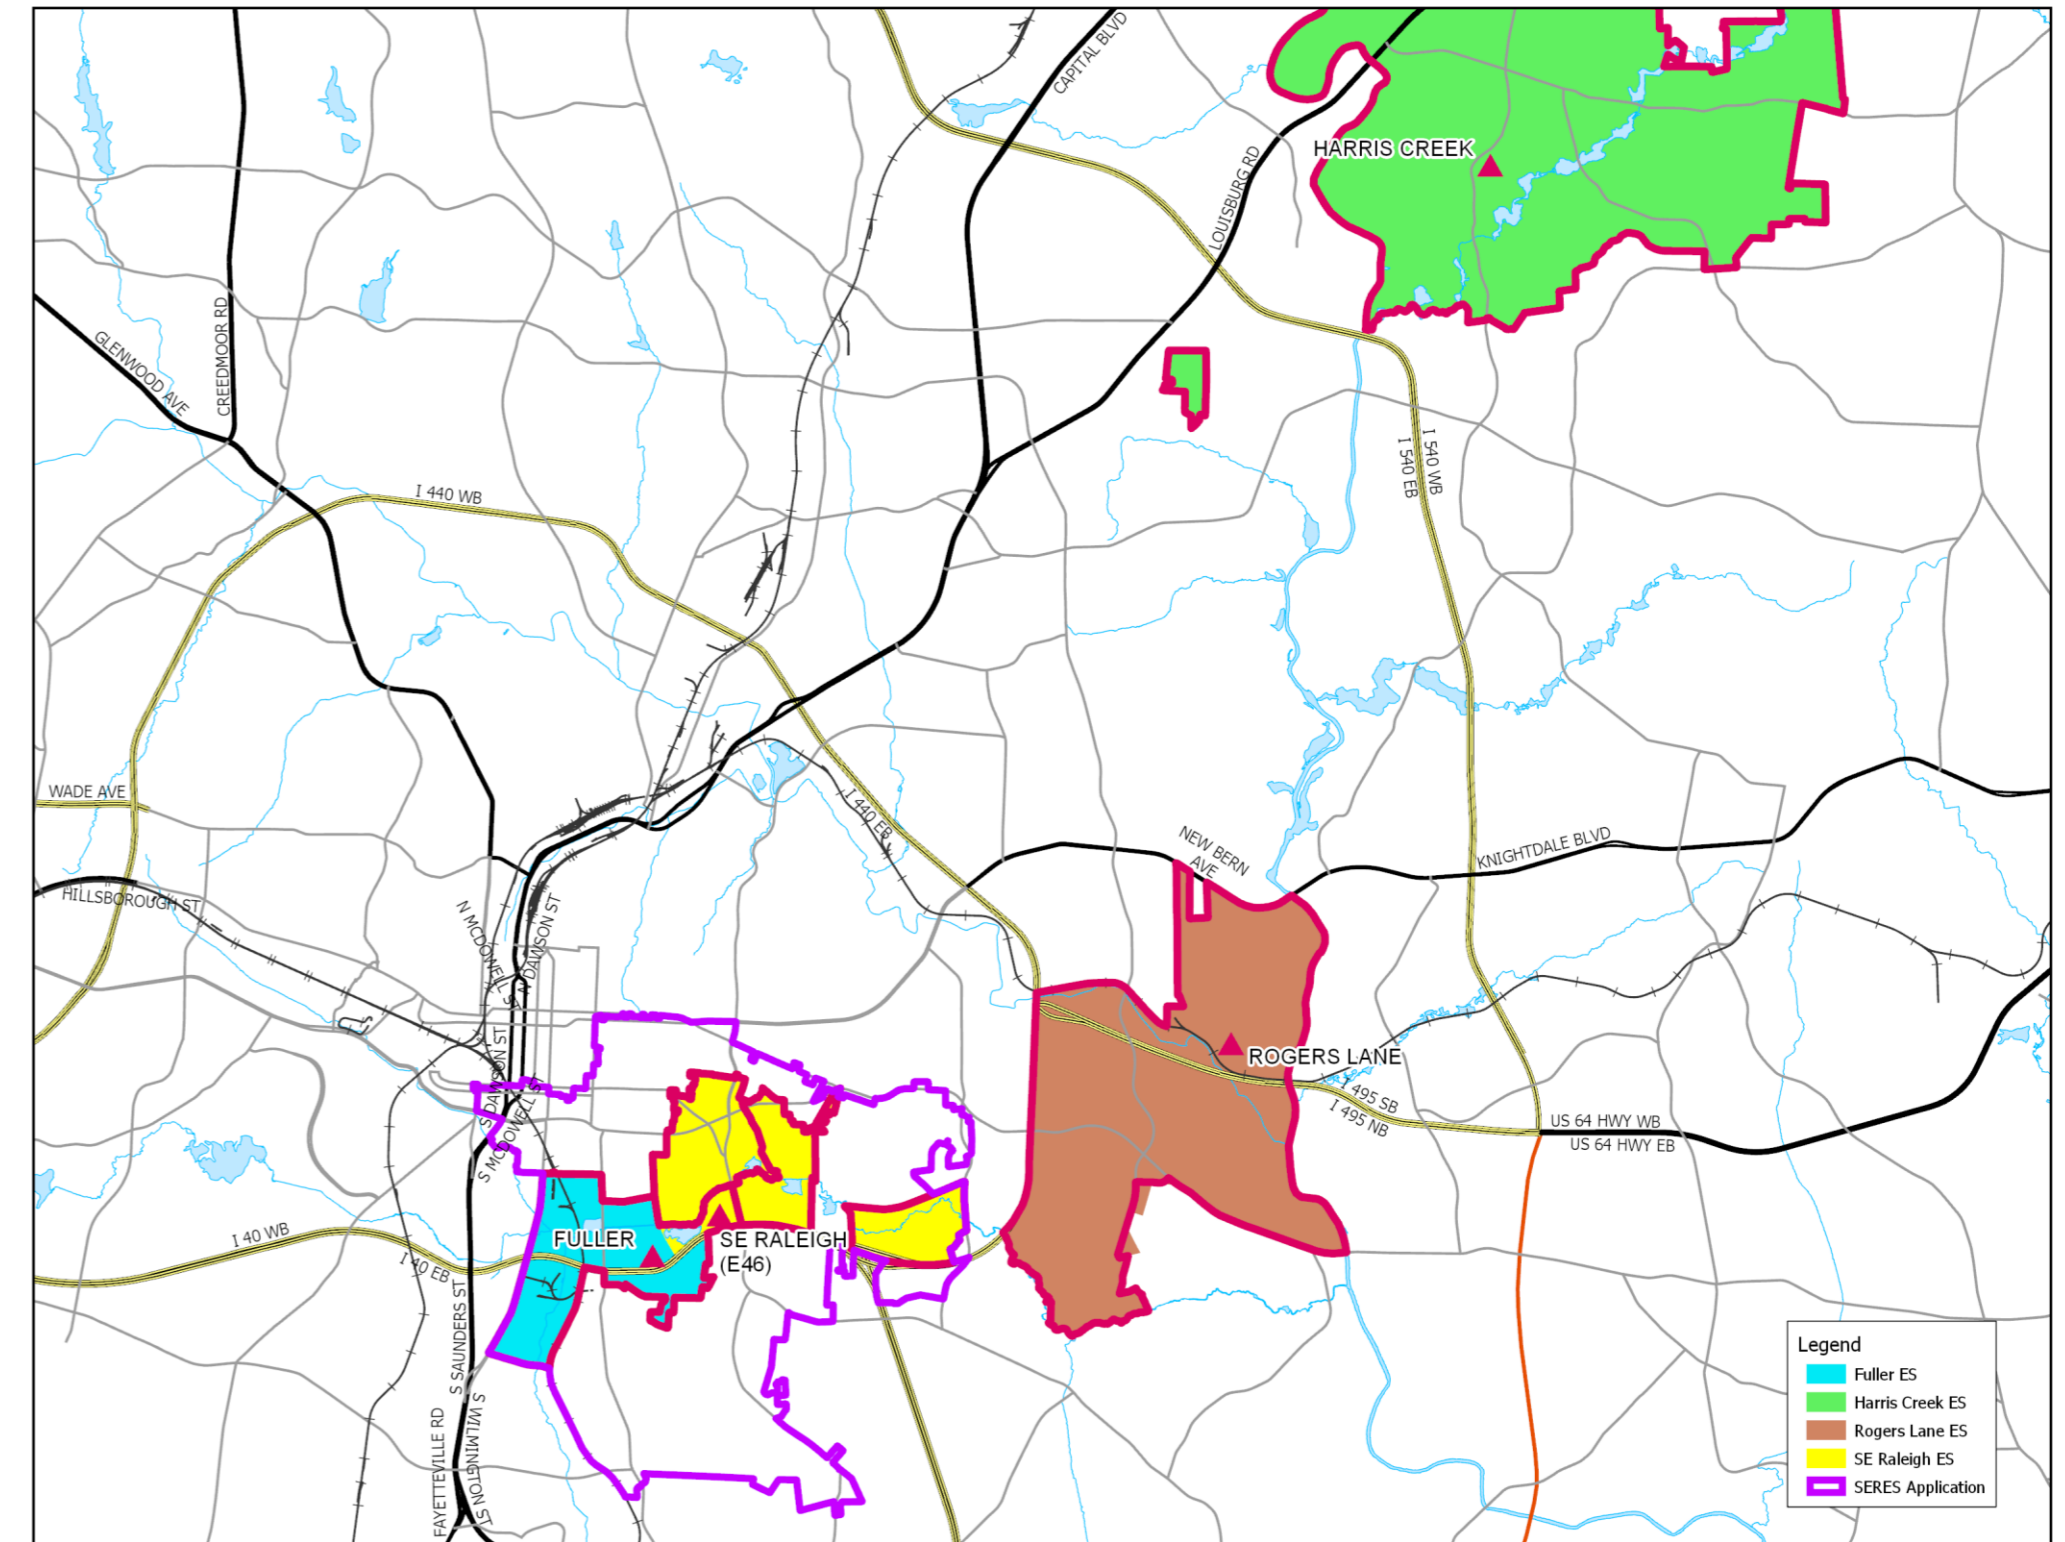 CAPITAL BLVD
HARRIS CREEK
LOUISBURG RD
CREEDMOOR RD
GLENWOOD AVE
I 540 WB
I 540 EB
I 440 WB
WADE AVE
I 440 EB
NEW BERN
AVE
KNIGHTDALE BLVD
HILLSBOROUGH ST
N MCDOWELL ST
N DAWSON ST
S DAWSON ST
S MCDOWELL ST
ROGERS LANE
I 495 SB
I 495 NB
US 64 HWY WB
US 64 HWY EB
I 40 WB
I 40 EB
FULLER
SE RALEIGH
(E46)
S SAUNDERS ST
FAYETTEVILLE RD
S WILMINGTON ST
Legend
Fuller ES
Harris Creek ES
Rogers Lane ES
SE Raleigh ES
SERES Application